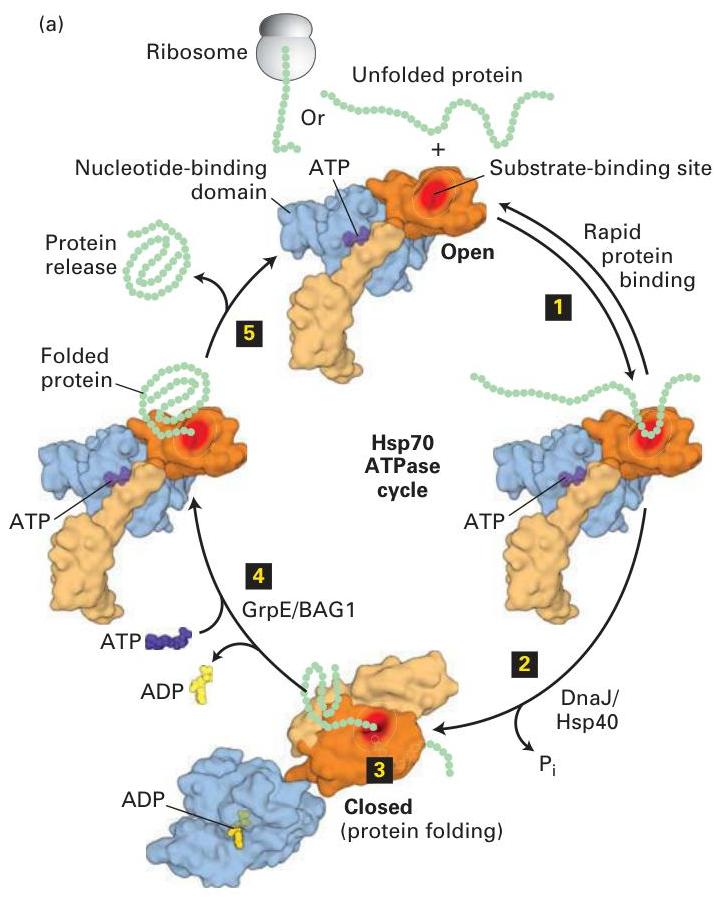 (a)
Ribosome
Unfolded protein
Or
+
Nucleotide-binding
domain
ATP
Substrate-binding site
Open
Protein
release
Rapid
protein
binding
1
5
Folded
protein
Hsp70
ATPase
cycle
ATP
ATP
4
GrpE/BAG1
ATP
ADP
2
DnaJ/
Hsp40
Pi
3
ADP
Closed
(protein folding)